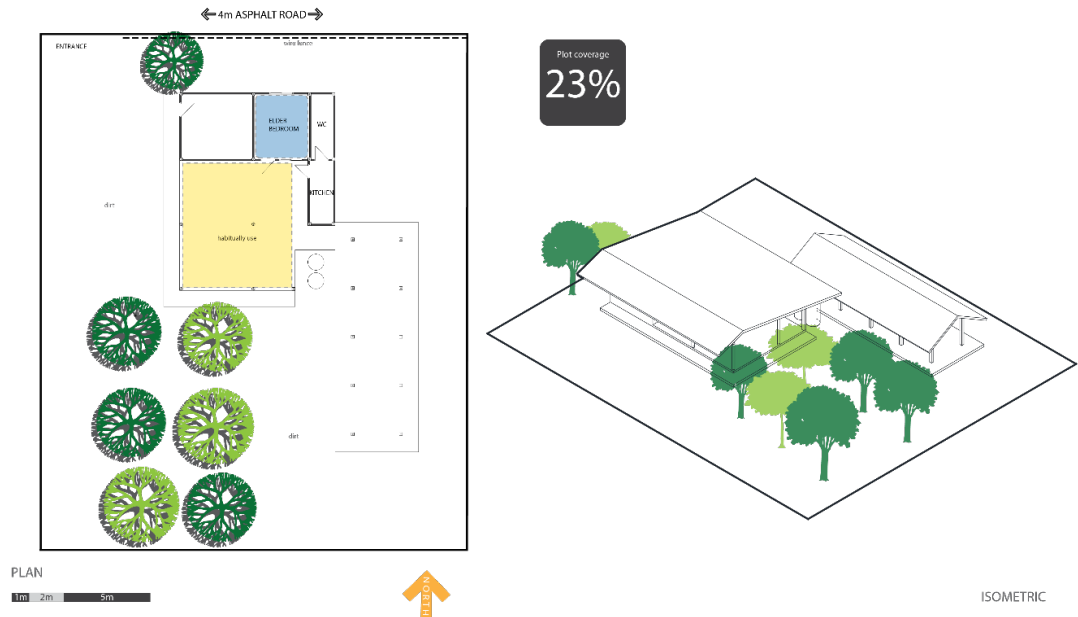 4m ASPHALT ROAD
ENTRANCE
wire fence
Plot coverage
23%
ELDER
BEDROOM
WC
KITCHEN
dirt
habitually use
dirt
PLAN
1m 2m 5m
NORTH
ISOMETRIC